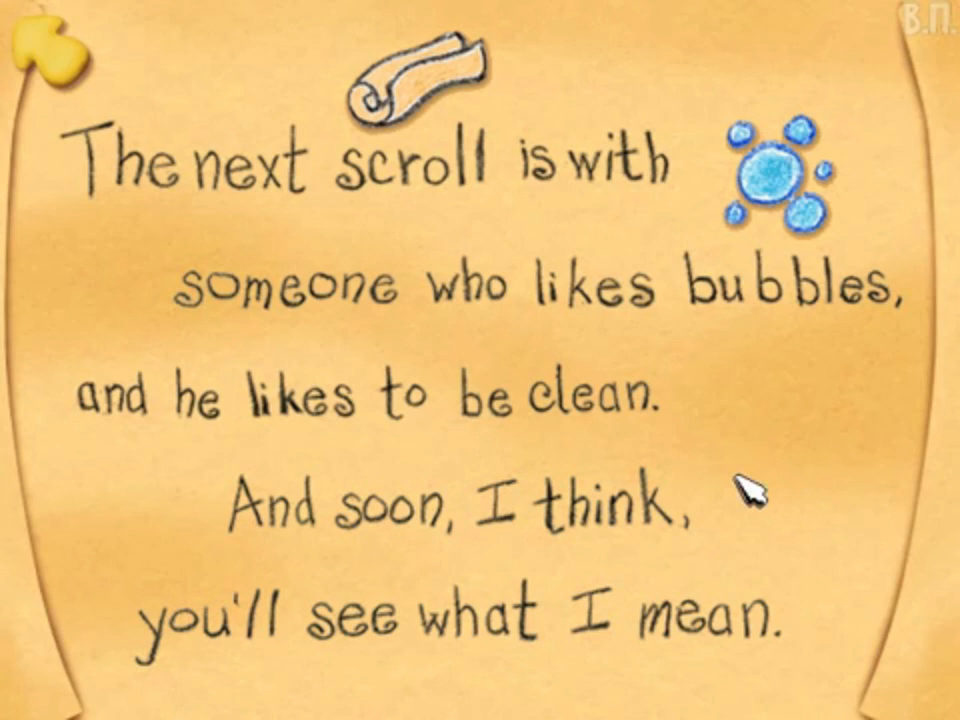 В.П.
The next scroll is with
someone who likes bubbles,
and he likes to be clean.
And soon, I think,
you'll see what I mean.